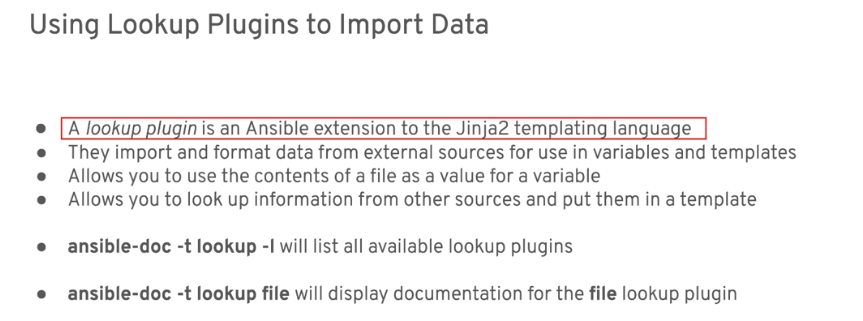 Using Lookup Plugins to Import Data
● A lookup plugin is an Ansible extension to the Jinja2 templating language
● They import and format data from external sources for use in variables and templates
● Allows you to use the contents of a file as a value for a variable
● Allows you to look up information from other sources and put them in a template
● ansible-doc -t lookup -l will list all available lookup plugins
● ansible-doc -t lookup file will display documentation for the file lookup plugin